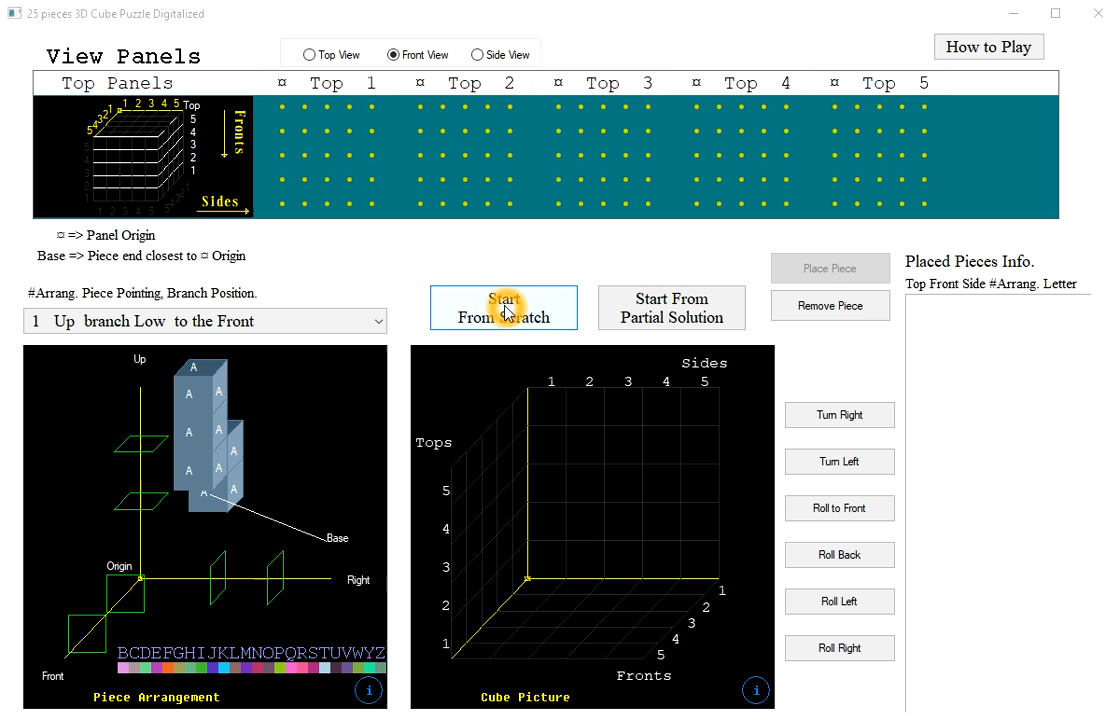 25 pieces 3D Cube Puzzle Digitalized
View Panels
Top View
Front View
Side View
How to Play
Top Panels
¤ Top 1
¤ Top 2
¤ Top 3
¤ Top 4
¤ Top 5
1 2 3 4 5 Top
1
2
3
4
5
5
4
3
2
1
Fronts
Sides
¤ => Panel Origin
Base => Piece end closest to ¤ Origin
Place Piece
Remove Piece
Placed Pieces Info.
Top Front Side #Arrang. Letter
#Arrang. Piece Pointing, Branch Position.
1 Up branch Low to the Front
Start
From Scratch
Start From
Partial Solution
Up
A
A
A
A
A
A
A
A
A
A
Base
Origin
Right
Front
BCDEFGHIJKLMNOPQRSTUVWYZ
Piece Arrangement
i
Sides
1 2 3 4 5
Tops
5
4
3
2
1
1
2
3
4
5
Fronts
Cube Picture
i
Turn Right
Turn Left
Roll to Front
Roll Back
Roll Left
Roll Right